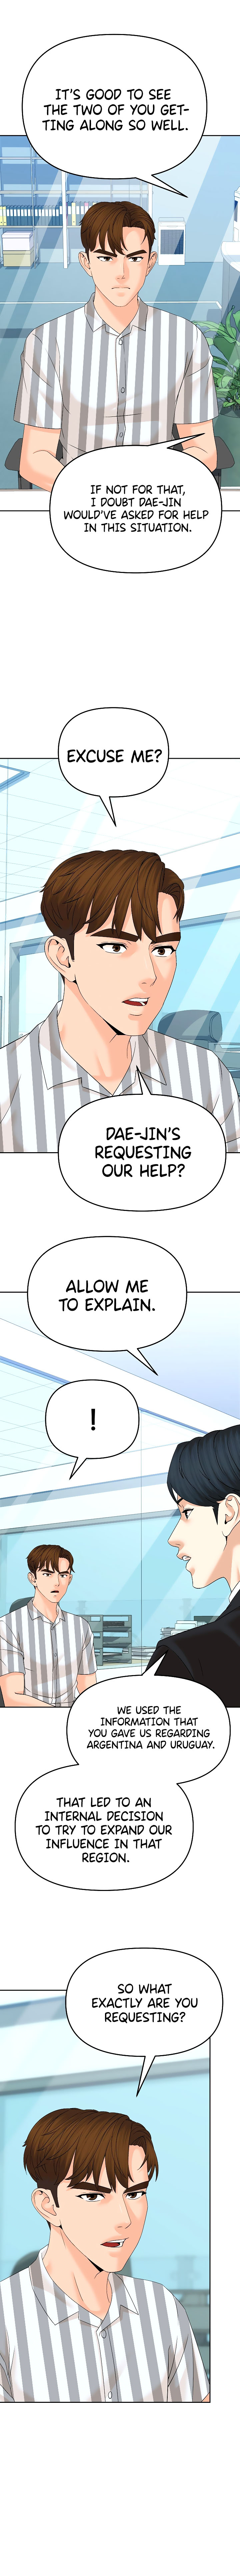 IT'S GOOD TO SEE
THE TWO OF YOU GET-
TING ALONG SO WELL.
IF NOT FOR THAT,
I DOUBT DAE-JIN
WOULD'VE ASKED FOR HELP
IN THIS SITUATION.
EXCUSE ME?
DAE-JIN'S
REQUESTING
OUR HELP?
ALLOW ME
TO EXPLAIN.
!
WE USED THE
INFORMATION THAT
YOU GAVE US REGARDING
ARGENTINA AND URUGUAY.
THAT LED TO AN
INTERNAL DECISION
TO TRY TO EXPAND OUR
INFLUENCE IN THAT
REGION.
SO WHAT
EXACTLY ARE YOU
REQUESTING?